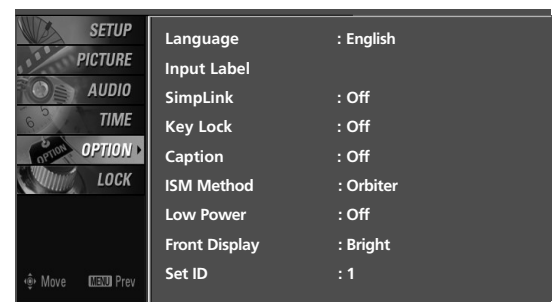 SETUP
PICTURE
AUDIO
TIME
OPTION
LOCK
Move MENU Prev
Language : English
Input Label
SimpLink : Off
Key Lock : Off
Caption : Off
ISM Method : Orbiter
Low Power : Off
Front Display : Bright
Set ID : 1